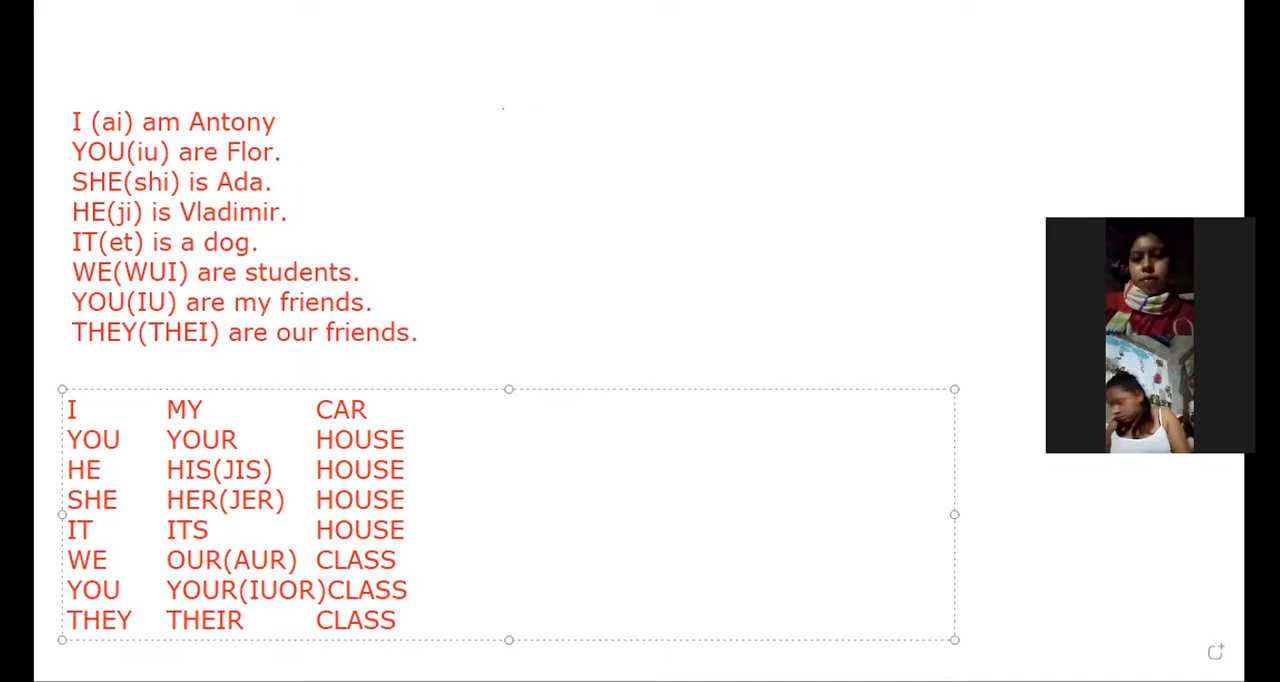 I (ai) am Antony
YOU(iu) are Flor.
SHE(shi) is Ada.
HE(ji) is Vladimir.
IT(et) is a dog.
WE(WUI) are students.
YOU(IU) are my friends.
THEY(THEI) are our friends.
I MY CAR
YOU YOUR HOUSE
HE HIS(JIS) HOUSE
SHE HER(JER) HOUSE
IT ITS HOUSE
WE OUR(AUR) CLASS
YOU YOUR(IUOR)CLASS
THEY THEIR CLASS